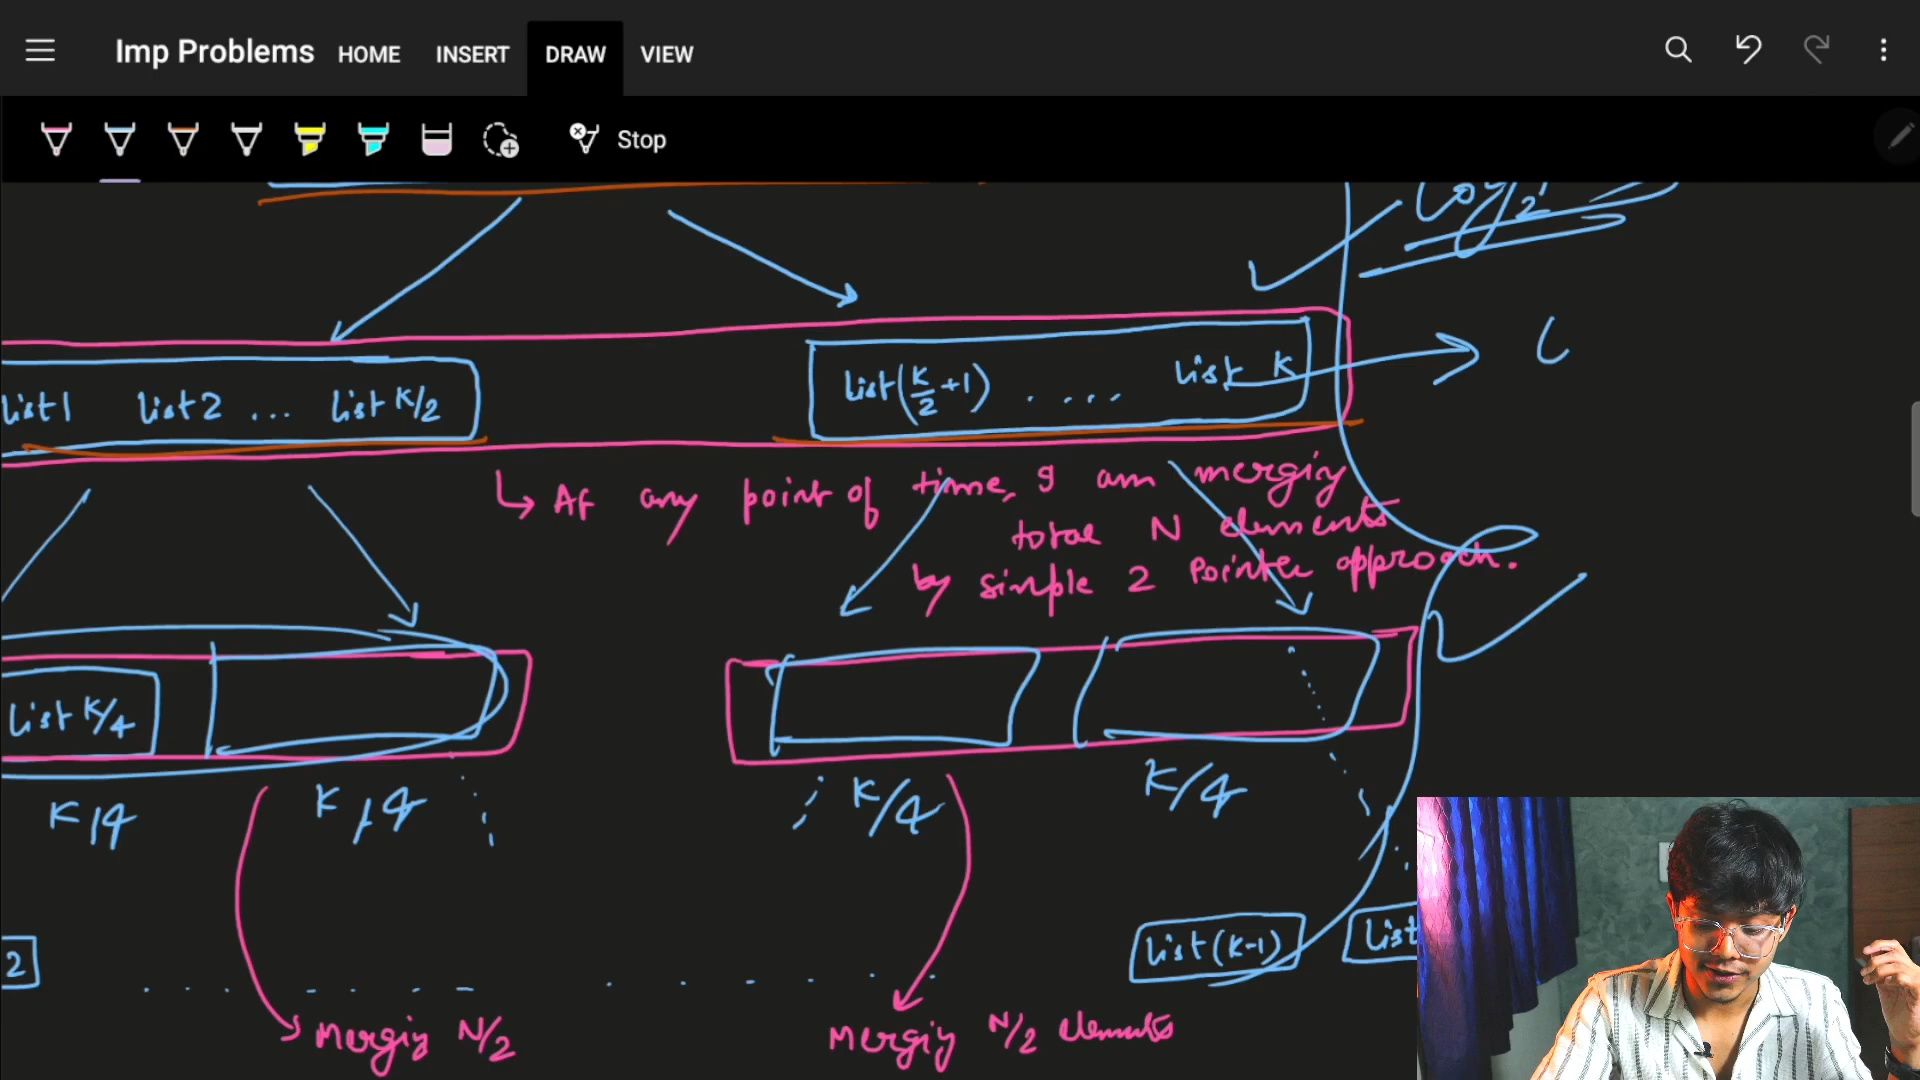 Imp Problems HOME INSERT DRAW VIEW
Stop
List1 List2 ... List K/2
List(K/2+1) ..... List K
↳ At any point of time, I am merging
total N elements
by simple 2 pointer approach.
List K/4
K/4 K/4 K/4 K/4
2 List(K-1) List
Merging N/2 Merging N/2 elements